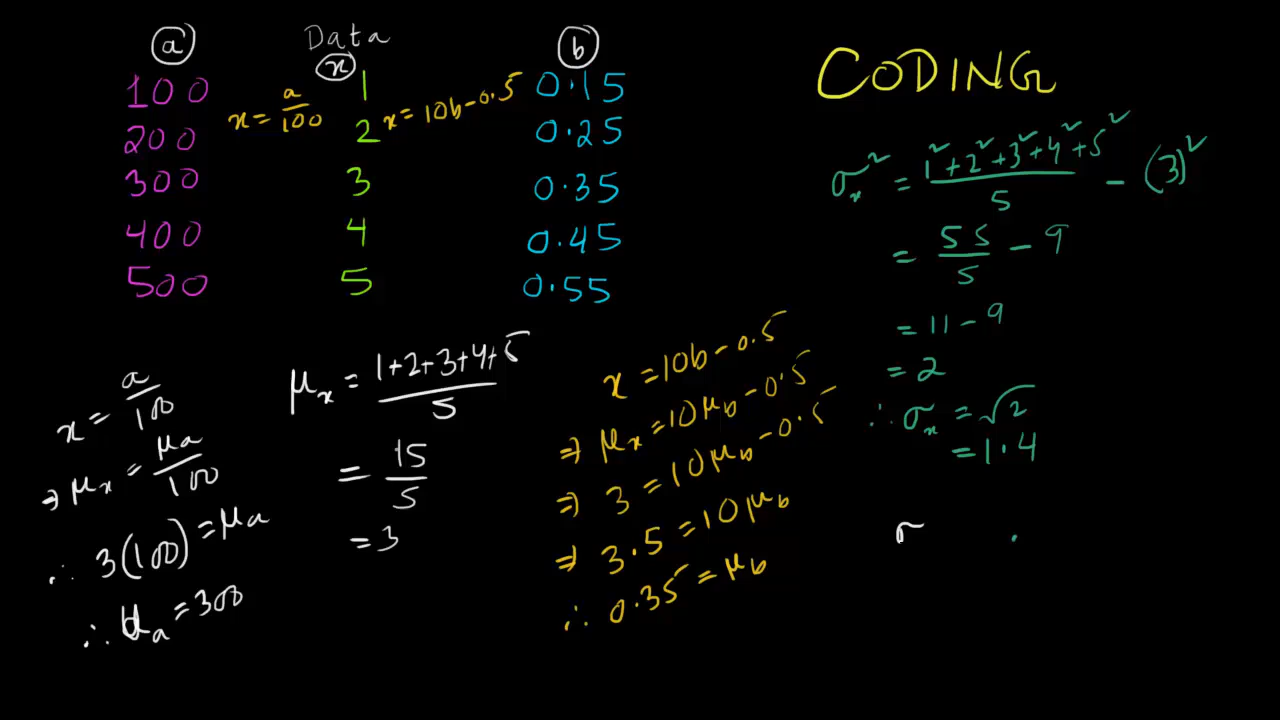 a Data b
x
100 1 0.15
x = a/100 x = 10b - 0.5
200 2 0.25
300 3 0.35
400 4 0.45
500 5 0.55
x = a/100
⇒ μx = μa/100
∴ 3(100) = μa
∴ μa = 300
μx = 1+2+3+4+5/5
= 15/5
= 3
x = 10b - 0.5
⇒ μx = 10μb - 0.5
⇒ 3 = 10μb - 0.5
⇒ 3.5 = 10μb
∴ 0.35 = μb
CODING
σx² = 1²+2²+3²+4²+5²/5 - (3)²
= 55/5 - 9
= 11 - 9
= 2
∴ σx = √2
= 1.4
σ